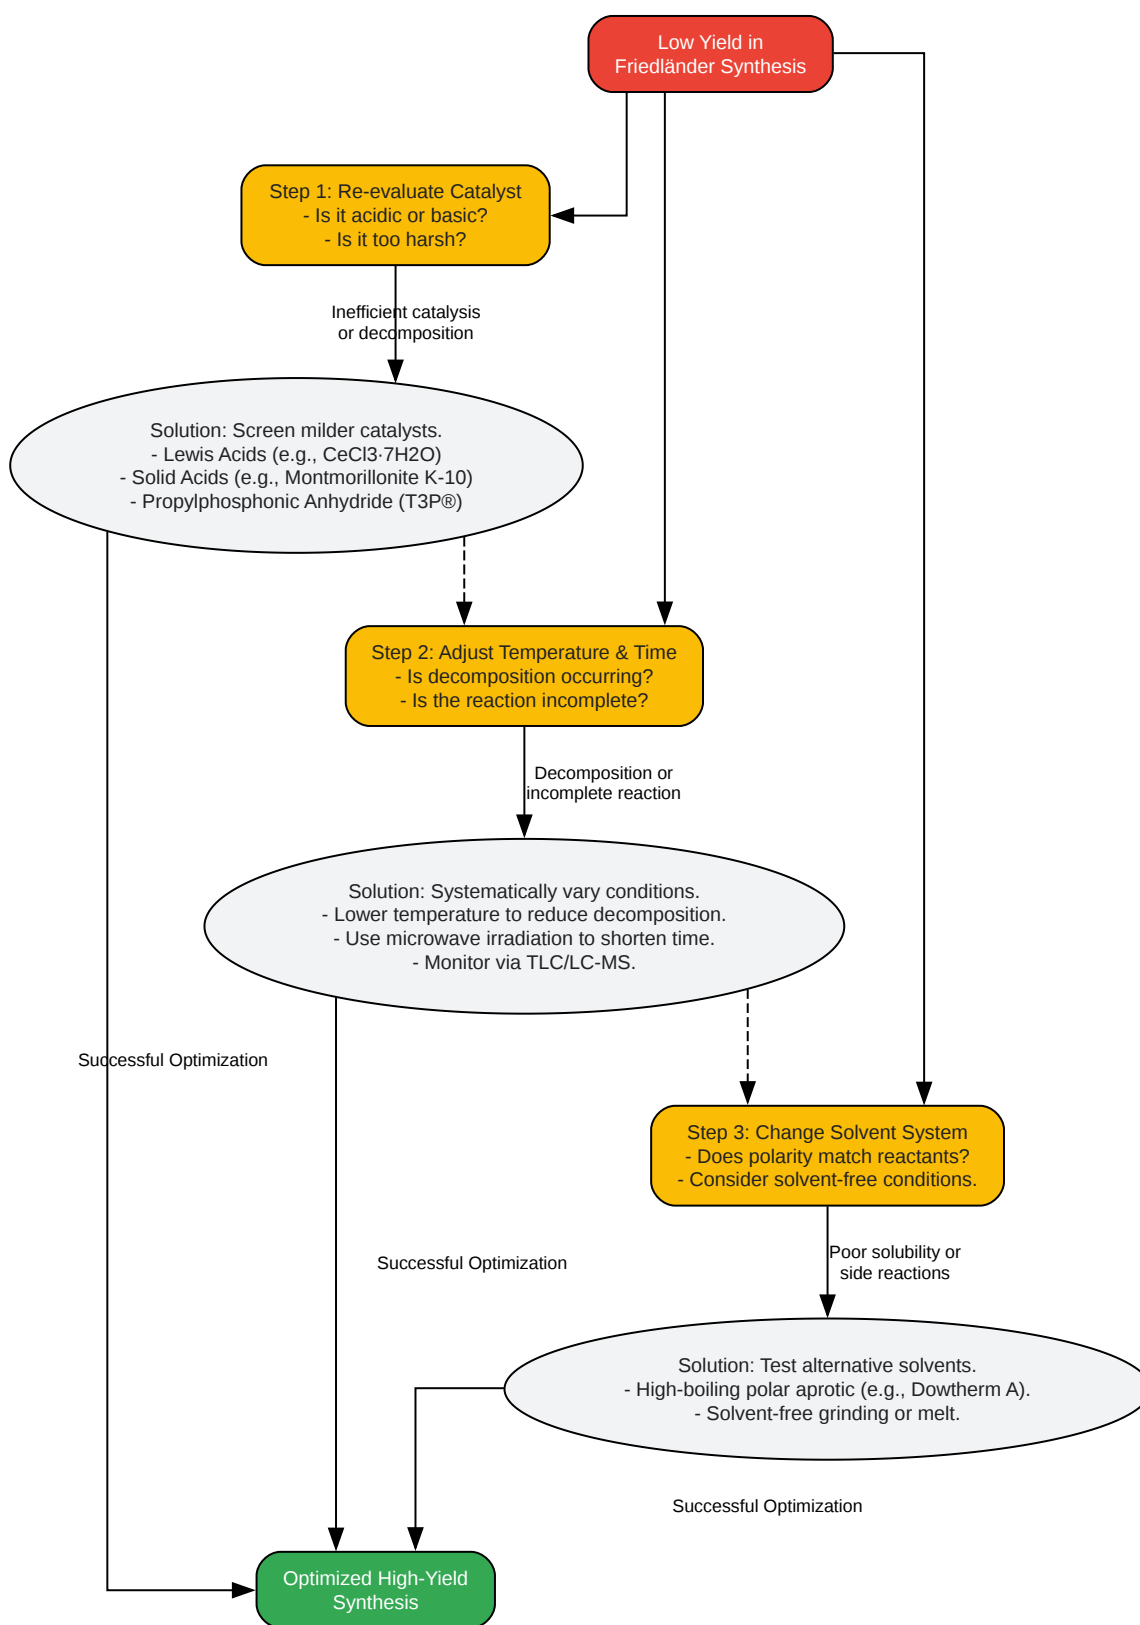 Low Yield in
Friedländer Synthesis
Step 1: Re-evaluate Catalyst
- Is it acidic or basic?
- Is it too harsh?
Inefficient catalysis
or decomposition
Solution: Screen milder catalysts.
- Lewis Acids (e.g., CeCl3·7H2O)
- Solid Acids (e.g., Montmorillonite K-10)
- Propylphosphonic Anhydride (T3P®)
Step 2: Adjust Temperature & Time
- Is decomposition occurring?
- Is the reaction incomplete?
Decomposition or
incomplete reaction
Solution: Systematically vary conditions.
- Lower temperature to reduce decomposition.
- Use microwave irradiation to shorten time.
- Monitor via TLC/LC-MS.
Successful Optimization
Step 3: Change Solvent System
- Does polarity match reactants?
- Consider solvent-free conditions.
Successful Optimization
Poor solubility or
side reactions
Solution: Test alternative solvents.
- High-boiling polar aprotic (e.g., Dowtherm A).
- Solvent-free grinding or melt.
Successful Optimization
Optimized High-Yield
Synthesis